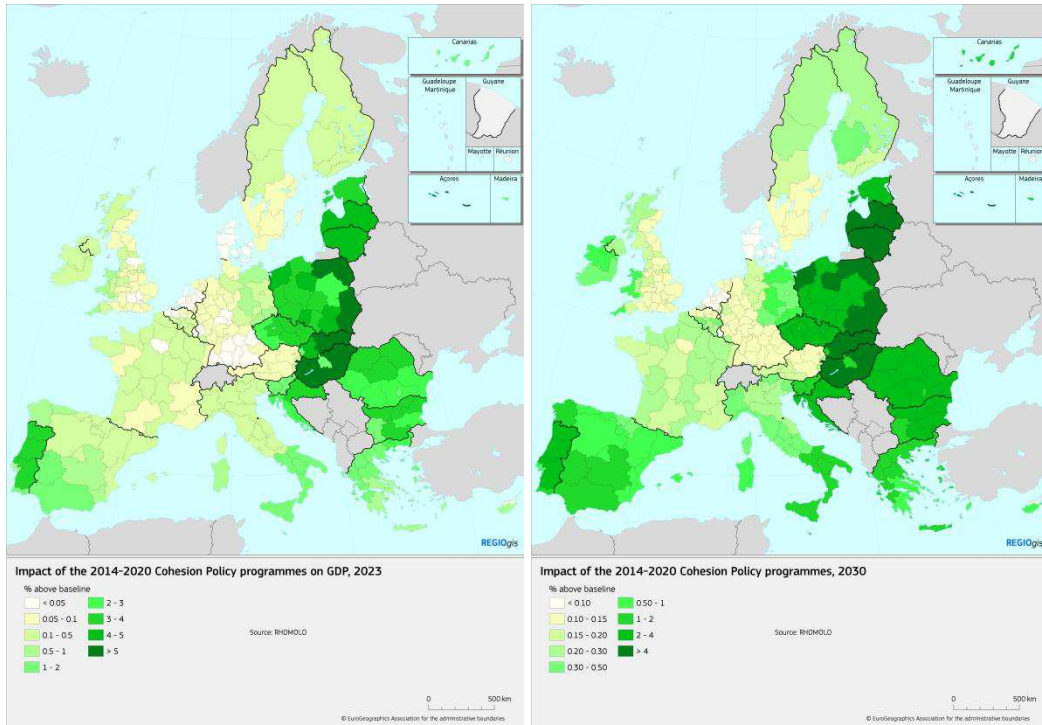 Canarias
Guadeloupe
Martinique
Guyane
Mayotte
Réunion
Açores
Madeira
REGIOgis
Impact of the 2014-2020 Cohesion Policy programmes on GDP, 2023
% above baseline
< 0.05
0.05 - 0.1
0.1 - 0.5
0.5 - 1
1 - 2
2 - 3
3 - 4
4 - 5
> 5
Source: RHOMOLO
0 500 km
© EuroGeographics Association for the administrative boundaries
Canarias
Guadeloupe
Martinique
Guyane
Mayotte
Réunion
Açores
Madeira
REGIOgis
Impact of the 2014-2020 Cohesion Policy programmes, 2030
% above baseline
< 0.10
0.10 - 0.15
0.15 - 0.20
0.20 - 0.30
0.30 - 0.50
0.50 - 1
1 - 2
2 - 4
> 4
Source: RHOMOLO
0 500 km
© EuroGeographics Association for the administrative boundaries